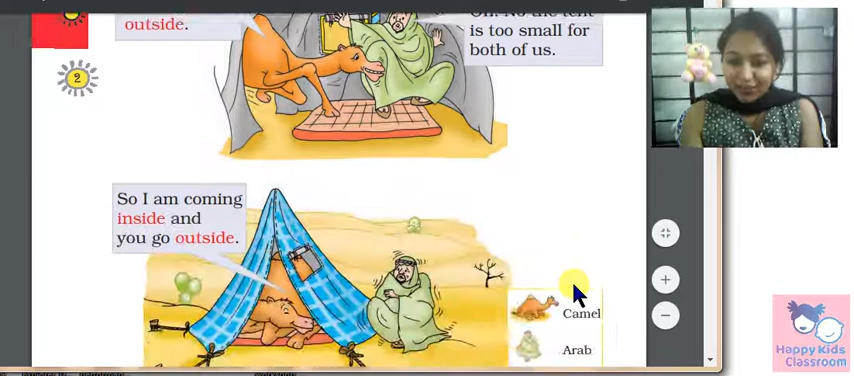 outside.
is too small for
both of us.
2
So I am coming
inside and
you go outside.
Camel
Arab
Happy Kids
Classroom